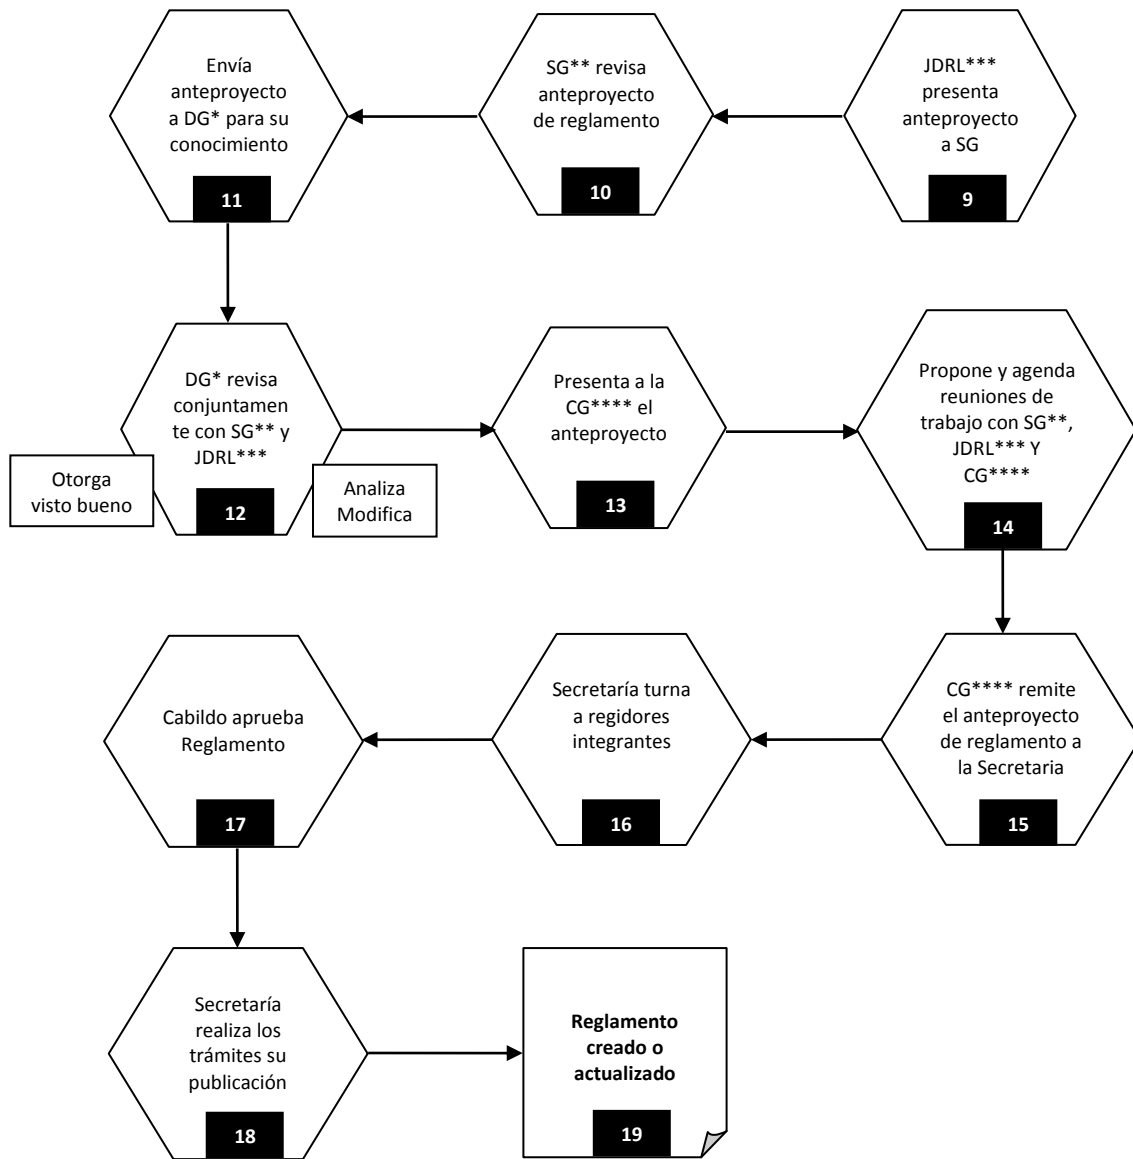 Envía
anteproyecto
a DG* para su
conocimiento
11
SG** revisa
anteproyecto
de reglamento
10
JDRL***
presenta
anteproyecto
a SG
9
DG* revisa
conjuntamen
te con SG** y
JDRL***
12
Otorga
visto bueno
Analiza
Modifica
Presenta a la
CG**** el
anteproyecto
13
Propone y agenda
reuniones de
trabajo con SG**,
JDRL*** Y
CG****
14
Cabildo aprueba
Reglamento
17
Secretaría turna
a regidores
integrantes
16
CG**** remite
el anteproyecto
de reglamento a
la Secretaria
15
Secretaría
realiza los
trámites su
publicación
18
Reglamento
creado o
actualizado
19